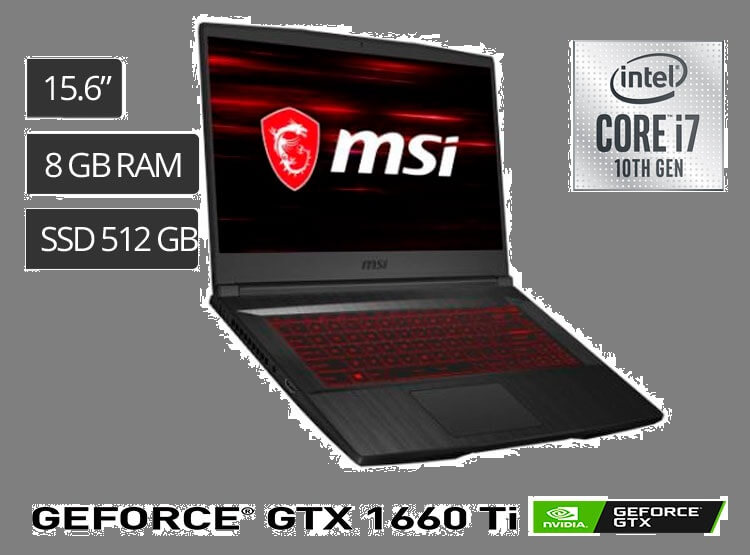 15.6”
8 GB RAM
SSD 512 GB
msi
msi
intel®
CORE i7
10TH GEN
GEFORCE® GTX 1660 Ti
NVIDIA.
GEFORCE®
GTX